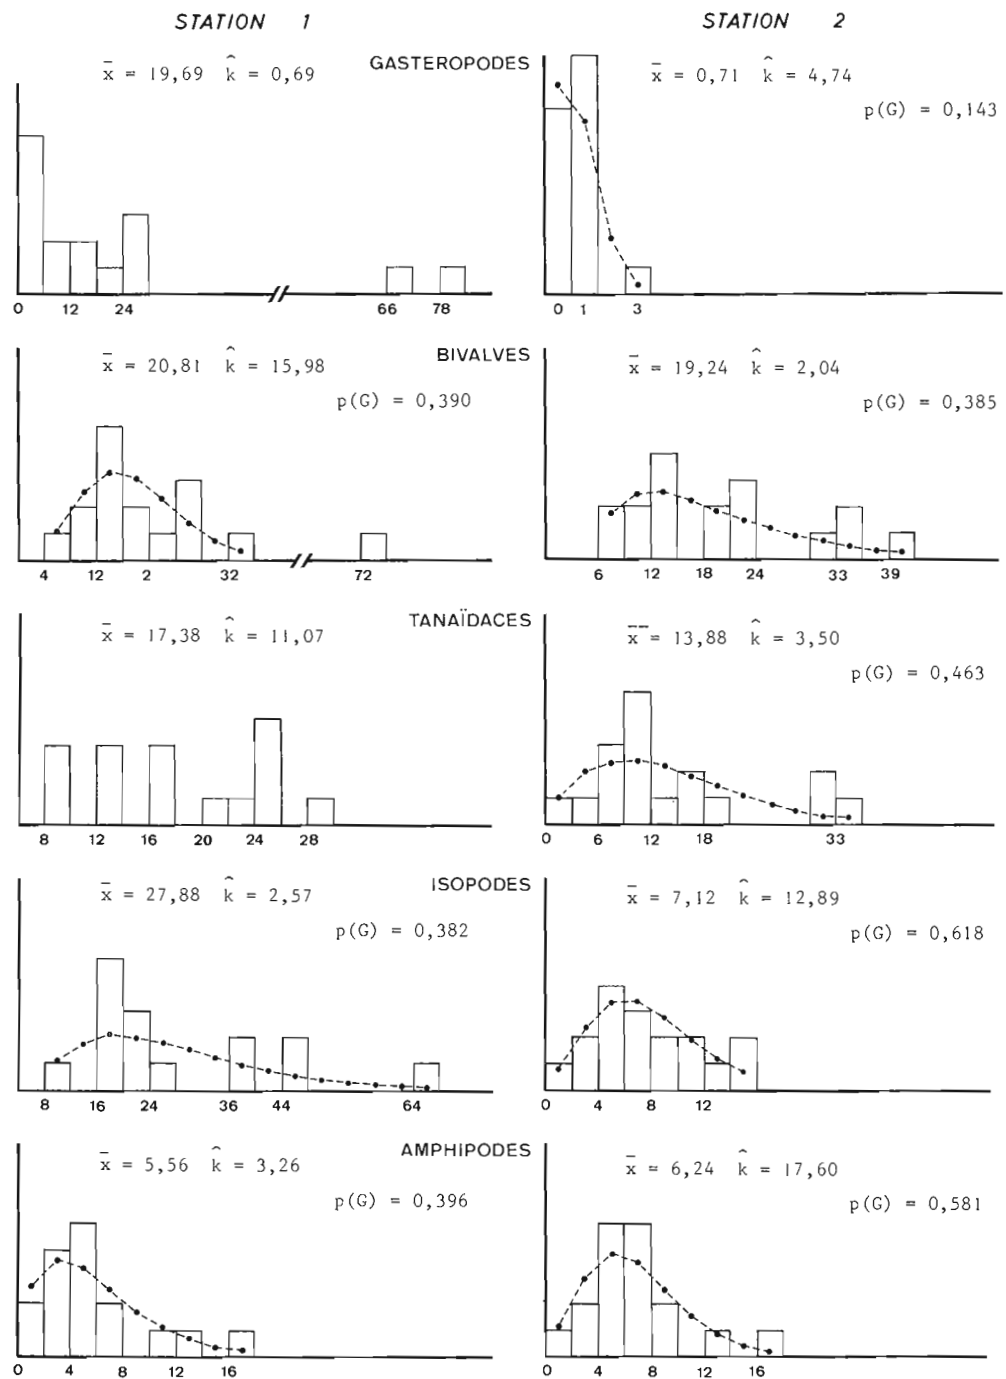 STATION 1 STATION 2
GASTEROPODES
x̄ = 19,69 k̂ = 0,69 x̄ = 0,71 k̂ = 4,74
p(G) = 0,143
0 12 24 66 78 0 1 3
BIVALVES
x̄ = 20,81 k̂ = 15,98 x̄ = 19,24 k̂ = 2,04
p(G) = 0,390 p(G) = 0,385
4 12 2 32 72 6 12 18 24 33 39
TANAÏDACES
x̄ = 17,38 k̂ = 11,07 x̄ = 13,88 k̂ = 3,50
p(G) = 0,463
8 12 16 20 24 28 0 6 12 18 33
ISOPODES
x̄ = 27,88 k̂ = 2,57 x̄ = 7,12 k̂ = 12,89
p(G) = 0,382 p(G) = 0,618
8 16 24 36 44 64 0 4 8 12
AMPHIPODES
x̄ = 5,56 k̂ = 3,26 x̄ = 6,24 k̂ = 17,60
p(G) = 0,396 p(G) = 0,581
0 4 8 12 16 0 4 8 12 16